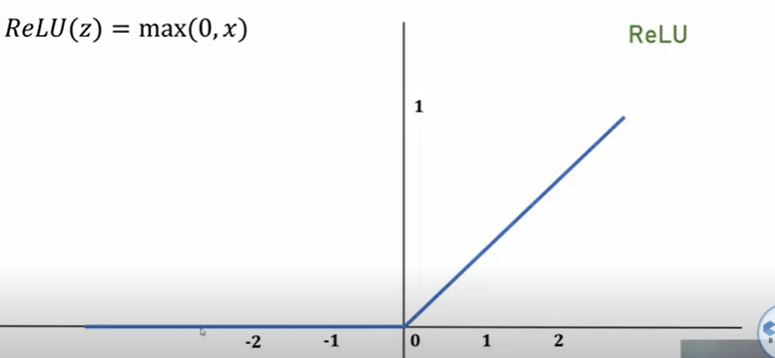 ReLU(z) = max(0, x)
ReLU
1
-2 -1 0 1 2